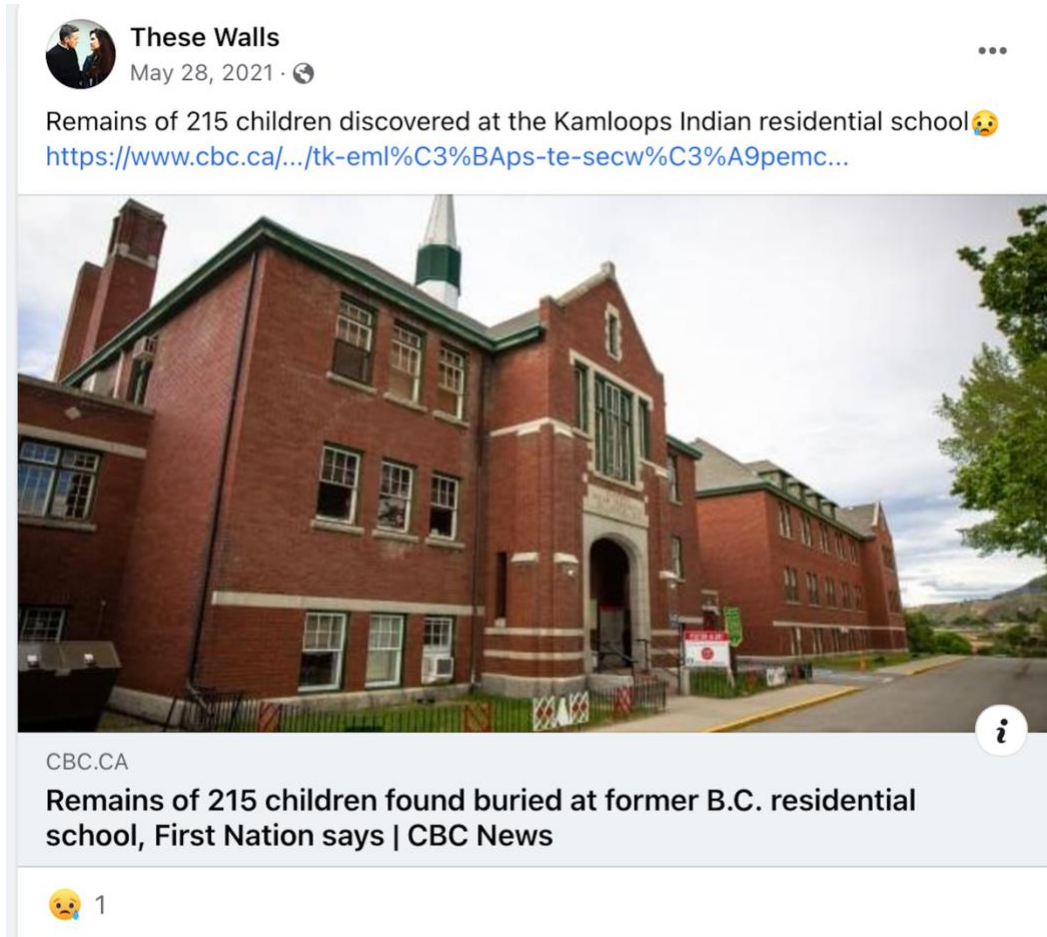 These Walls
May 28, 2021 ·
Remains of 215 children discovered at the Kamloops Indian residential school😥
https://www.cbc.ca/.../tk-eml%C3%BAps-te-secw%C3%A9pemc...
CBC.CA
Remains of 215 children found buried at former B.C. residential
school, First Nation says | CBC News
1